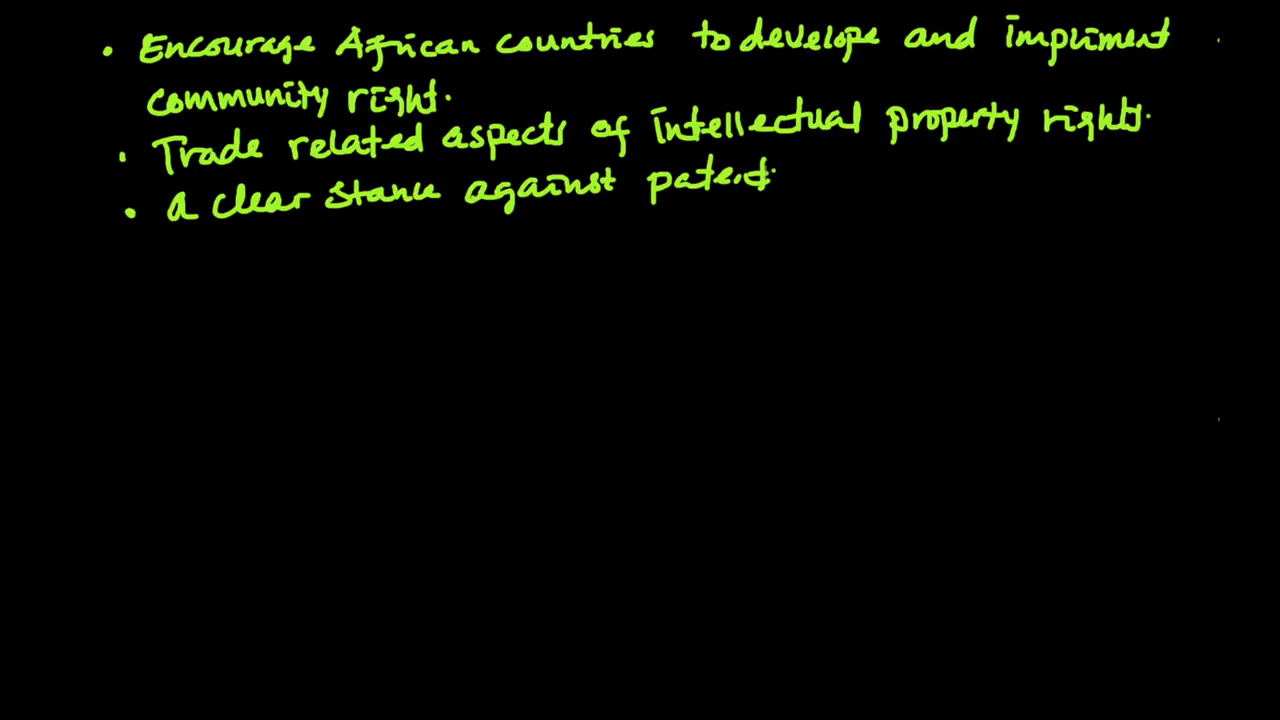 • Encourage African countries to develope and impliment
community right.
• Trade related aspects of intellectual property rights.
• a clear stance against patent.